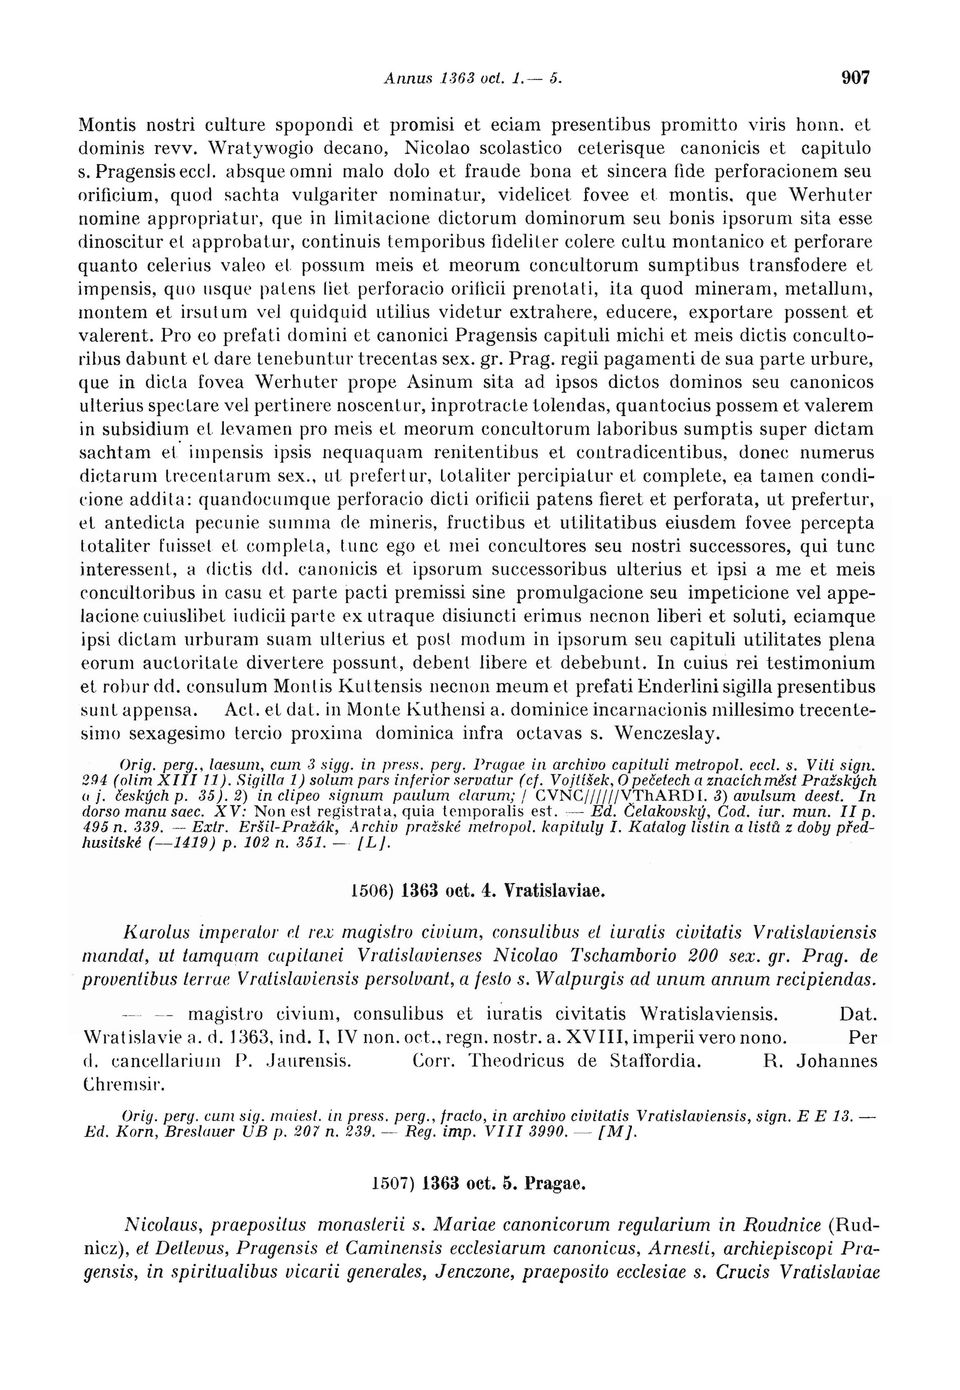 Annus 1363 oct. 1.— 5. 907
Montis nostri culture spopondi et promisi et eciam presentibus promitto viris honn. et
dominis revv. Wratywogio decano, Nicolao scolastico ceterisque canonicis et capitulo
s. Pragensis eccl. absque omni malo dolo et fraude bona et sincera fide perforacionem seu
orificium, quod sachta vulgariter nominatur, videlicet fovee et montis, que Werhuter
nomine appropriatur, que in limitacione dictorum dominorum seu bonis ipsorum sita esse
dinoscitur et approbatur, continuis temporibus fideliter colere cultu montanico et perforare
quanto celerius valeo et possum meis et meorum concultorum sumptibus transfodere et
impensis, quo usque patens fiet perforacio orificii prenotati, ita quod mineram, metallum,
montem et irsutum vel quidquid utilius videtur extrahere, educere, exportare possent et
valerent. Pro eo prefati domini et canonici Pragensis capituli michi et meis dictis conculto-
ribus dabunt et dare tenebuntur trecentas sex. gr. Prag. regii pagamenti de sua parte urbure,
que in dicta fovea Werhuter prope Asinum sita ad ipsos dictos dominos seu canonicos
ulterius spectare vel pertinere noscentur, inprotracte tolendas, quantocius possem et valerem
in subsidium et levamen pro meis et meorum concultorum laboribus sumptis super dictam
sachtam et impensis ipsis nequaquam renitentibus et contradicentibus, donec numerus
dictarum trecentarum sex., ut prefertur, totaliter percipiatur et complete, ea tamen condi-
cione addita: quandocumque perforacio dicti orificii patens fieret et perforata, ut prefertur,
et antedicta pecunie summa de mineris, fructibus et utilitatibus eiusdem fovee percepta
totaliter fuisset et completa, tunc ego et mei concultores seu nostri successores, qui tunc
interessent, a dictis dd. canonicis et ipsorum successoribus ulterius et ipsi a me et meis
concultoribus in casu et parte pacti premissi sine promulgacione seu impeticione vel appe-
lacione cuiuslibet iudicii parte ex utraque disiuncti erimus necnon liberi et soluti, eciamque
ipsi dictam urburam suam ulterius et post modum in ipsorum seu capituli utilitates plena
eorum auctoritate divertere possunt, debent libere et debebunt. In cuius rei testimonium
et robur dd. consulum Montis Kuttensis necnon meum et prefati Enderlini sigilla presentibus
sunt appensa. Act. et dat. in Monte Kuthensi a. dominice incarnacionis millesimo trecente-
simo sexagesimo tercio proxima dominica infra octavas s. Wenczeslay.
Orig. perg., laesum, cum 3 sigg. in press. perg. Pragae in archivo capituli metropol. eccl. s. Viti sign.
294 (olim XIII 11). Sigilla 1) solum pars inferior servatur (cf. Vojtíšek, O pečetech a znacích měst Pražských
a j. českých p. 35). 2) in clipeo signum paulum clarum; / CVNC//////VThARDI. 3) avulsum deest. In
dorso manu saec. XV: Non est registrata, quia temporalis est. — Ed. Čelakovský, Cod. iur. mun. II p.
495 n. 339. — Extr. Eršil-Pražák, Archiv pražské metropol. kapituly I. Katalog listin a listů z doby před-
husitské (—1419) p. 102 n. 351. — [L].
1506) 1363 oct. 4. Vratislaviae.
Karolus imperator et rex magistro civium, consulibus et iuratis civitatis Vratislaviensis
mandat, ut tamquam capitanei Vratislavienses Nicolao Tschamborio 200 sex. gr. Prag. de
proventibus terrae Vratislaviensis persolvant, a festo s. Walpurgis ad unum annum recipiendas.
— — magistro civium, consulibus et iuratis civitatis Wratislaviensis. Dat.
Wratislavie a. d. 1363, ind. I, IV non. oct., regn. nostr. a. XVIII, imperii vero nono. Per
d. cancellarium P. Jaurensis. Corr. Theodricus de Staffordia. R. Johannes
Chremsir.
Orig. perg. cum sig. maiest. in press. perg., fracto, in archivo civitatis Vratislaviensis, sign. E E 13. —
Ed. Korn, Breslauer UB p. 207 n. 239. — Reg. imp. VIII 3990. — [M].
1507) 1363 oct. 5. Pragae.
Nicolaus, praepositus monasterii s. Mariae canonicorum regularium in Roudnice (Rud-
nicz), et Detlevus, Pragensis et Caminensis ecclesiarum canonicus, Arnesti, archiepiscopi Pra-
gensis, in spiritualibus vicarii generales, Jenczone, praeposito ecclesiae s. Crucis Vratislaviae